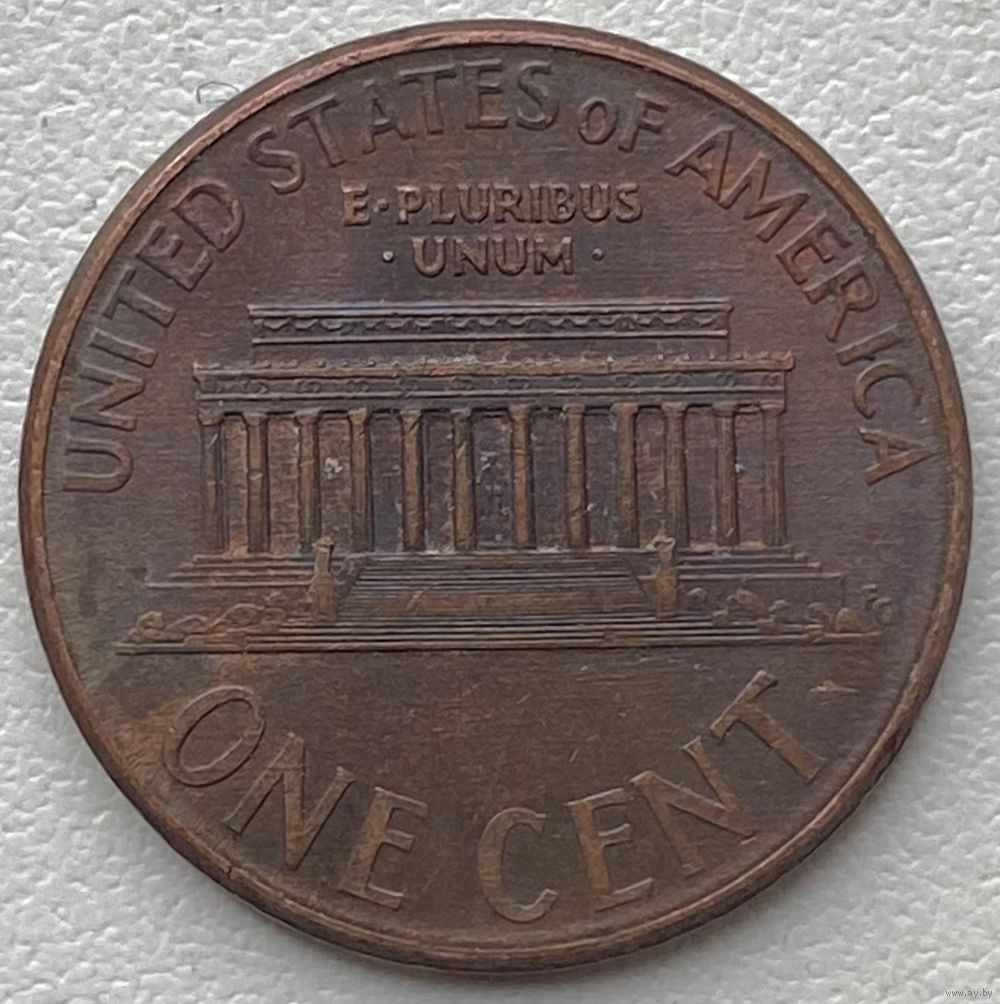 UNITED STATES OF AMERICA
E·PLURIBUS
·UNUM·
ONE CENT
www.ay.by